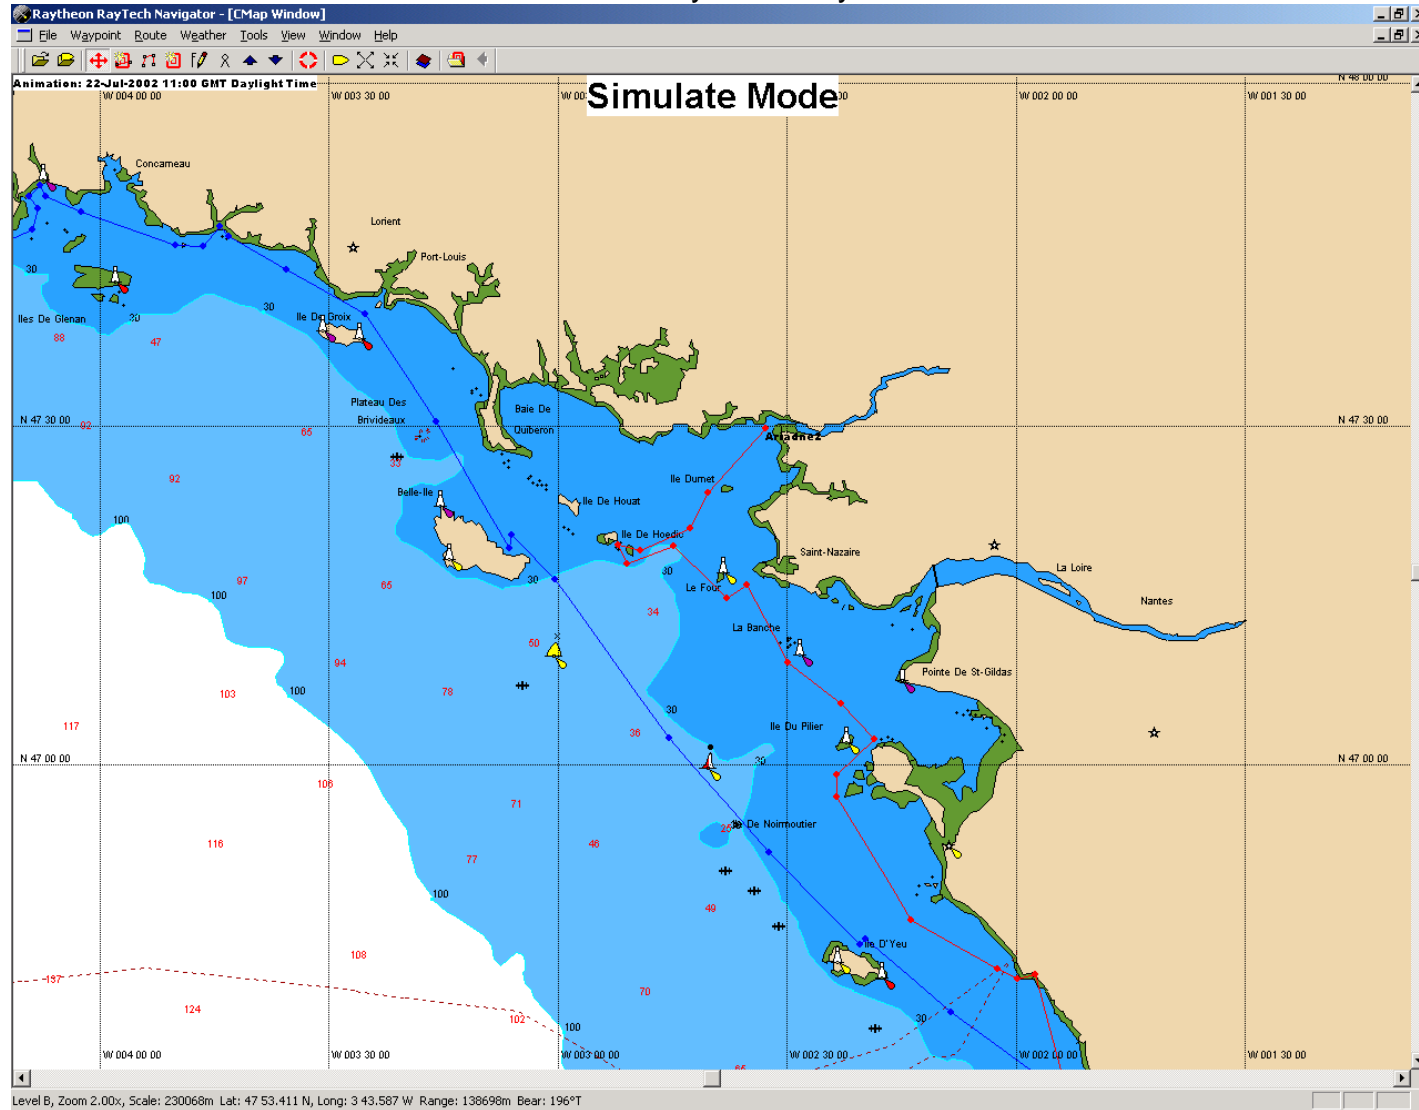 Raytheon RayTech Navigator - [CMap Window]
File Waypoint Route Weather Tools View Window Help
Animation: 22-Jul-2002 11:00 GMT Daylight Time
Simulate Mode
N 48 00 00
W 004 00 00
W 003 30 00
W 002 00 00
W 001 30 00
Concarneau
Lorient
Port-Louis
30
Iles De Glenan
30
30
Ile De Groix
88
47
Plateau Des
Brivideaux
Baie De
Quiberon
N 47 30 00
92
65
N 47 30 00
Ariadne2
33
92
Belle-Ile
Ile Dumet
Ile De Houat
100
Ile De Hoedic
Saint-Nazaire
97
65
30
30
Le Four
La Loire
100
34
Nantes
La Banche
50
94
103
100
78
Pointe De St-Gildas
117
30
36
Ile Du Pilier
N 47 00 00
30
N 47 00 00
106
71
25
De Noirmoutier
116
46
77
100
49
Ile D'Yeu
108
137
70
124
102
100
30
W 004 00 00
W 003 30 00
W 003 00 00
W 002 30 00
W 002 00 00
W 001 30 00
Level B, Zoom 2.00x, Scale: 230068m Lat: 47 53.411 N, Long: 3 43.587 W Range: 138698m Bear: 196°T